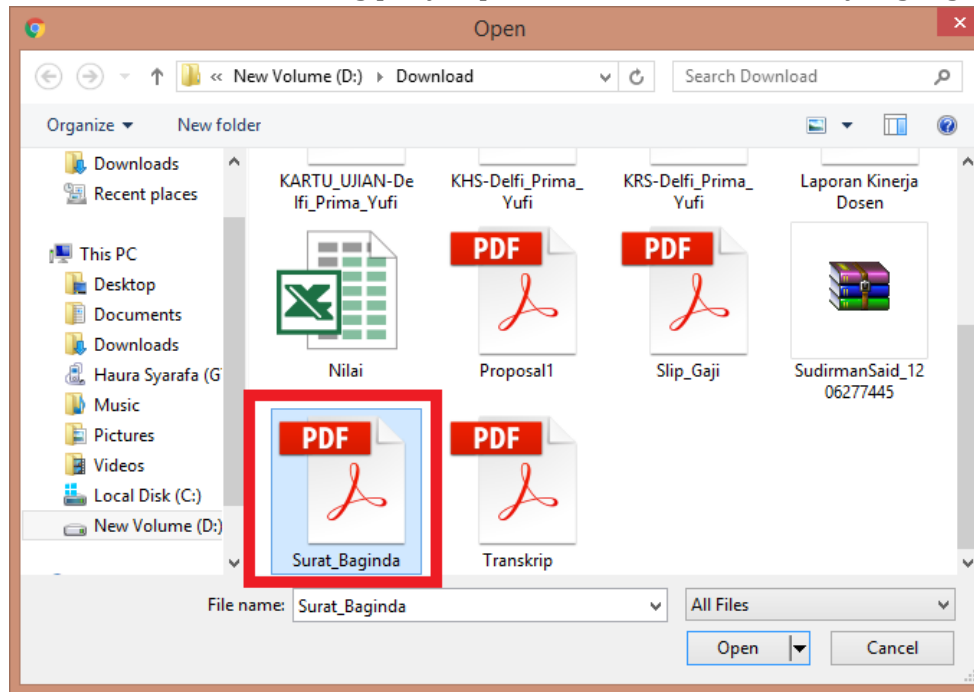 Open
« New Volume (D:) Download
Search Download
Organize
New folder
Downloads
Recent places
This PC
Desktop
Documents
Downloads
Haura Syarafa (G
Music
Pictures
Videos
Local Disk (C:)
New Volume (D:)
KARTU_UJIAN-De
lfi_Prima_Yufi
KHS-Delfi_Prima_
Yufi
KRS-Delfi_Prima_
Yufi
Laporan Kinerja
Dosen
Nilai
PDF
Proposal1
PDF
Slip_Gaji
SudirmanSaid_12
06277445
PDF
Surat_Baginda
PDF
Transkrip
File name: Surat_Baginda
All Files
Open
Cancel